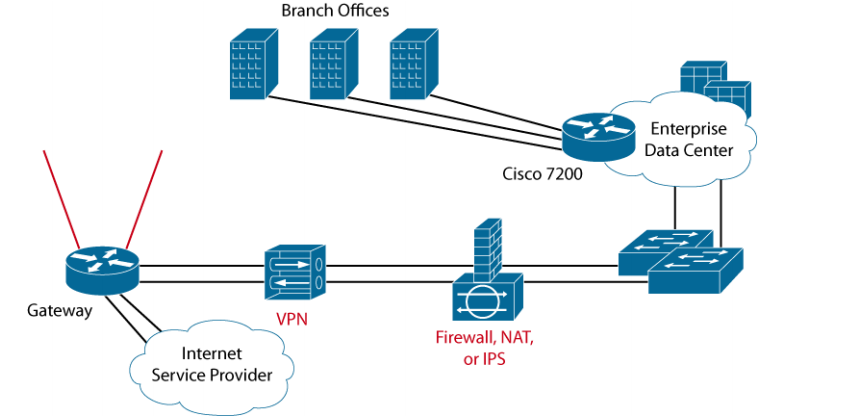 Branch Offices
Enterprise
Data Center
Cisco 7200
Gateway
VPN
Firewall, NAT,
or IPS
Internet
Service Provider